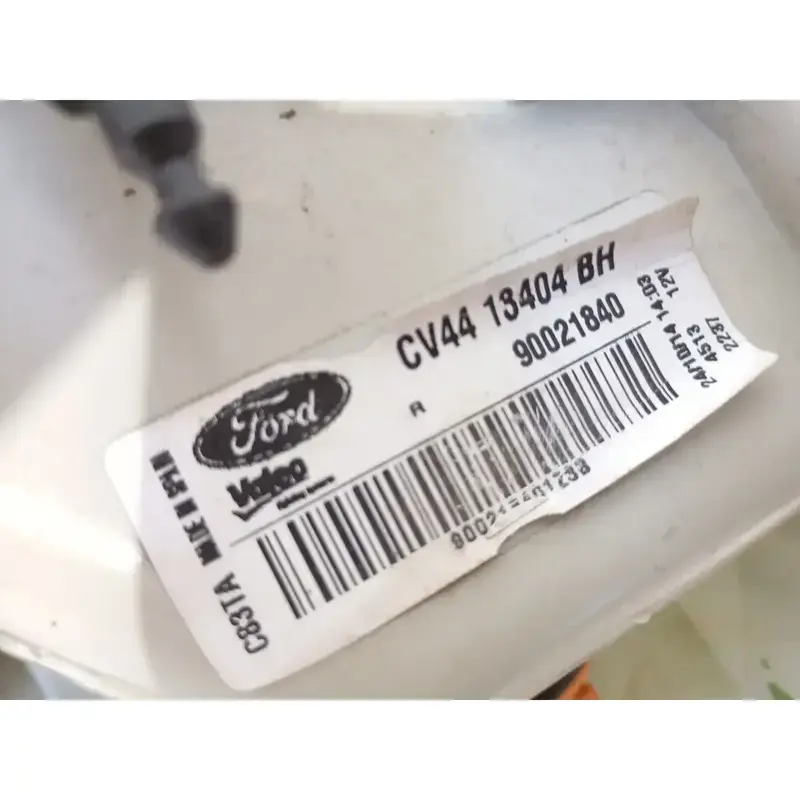 CV44 13404 BH
90021840
R
Ford
Valeo
MADE IN SPAIN
C83TA
24/10/14 14:03
4513 12V
2237